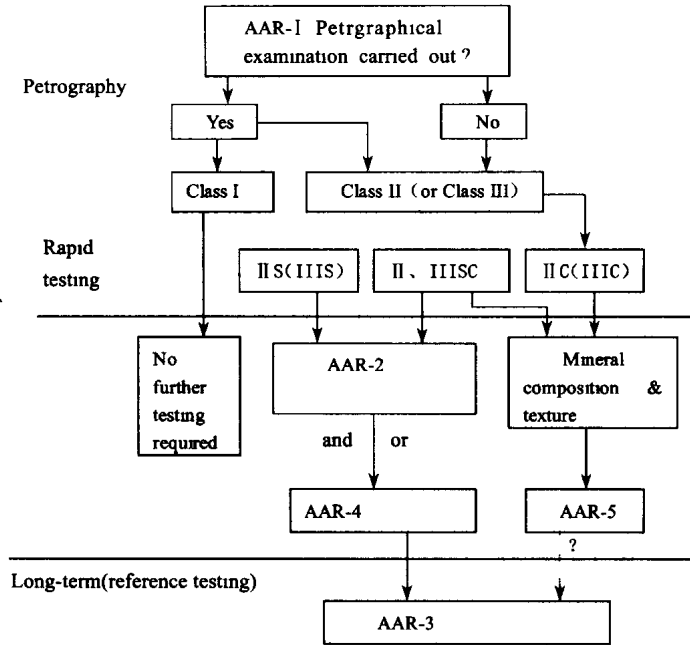 AAR-Ⅰ Petrgraphical
examination carried out ?
Petrography
Yes
No
Class I
Class II (or Class III)
Rapid
testing
ⅡS(IIIS)
Ⅱ、IIISC
ⅡC(IIIC)
No
further
testing
required
AAR-2
Mineral
composition &
texture
and or
AAR-4
AAR-5
?
Long-term(reference testing)
AAR-3